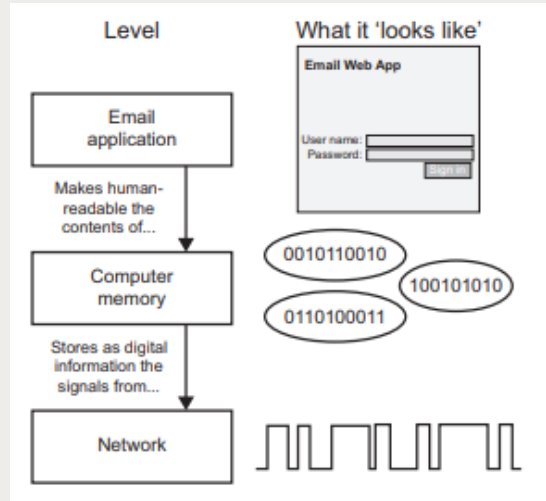 Level
What it ‘looks like’
Email Web App
Email
application
User name:
Password:
Sign in
Makes human-
readable the
contents of...
0010110010
Computer
memory
100101010
0110100011
Stores as digital
information the
signals from...
Network